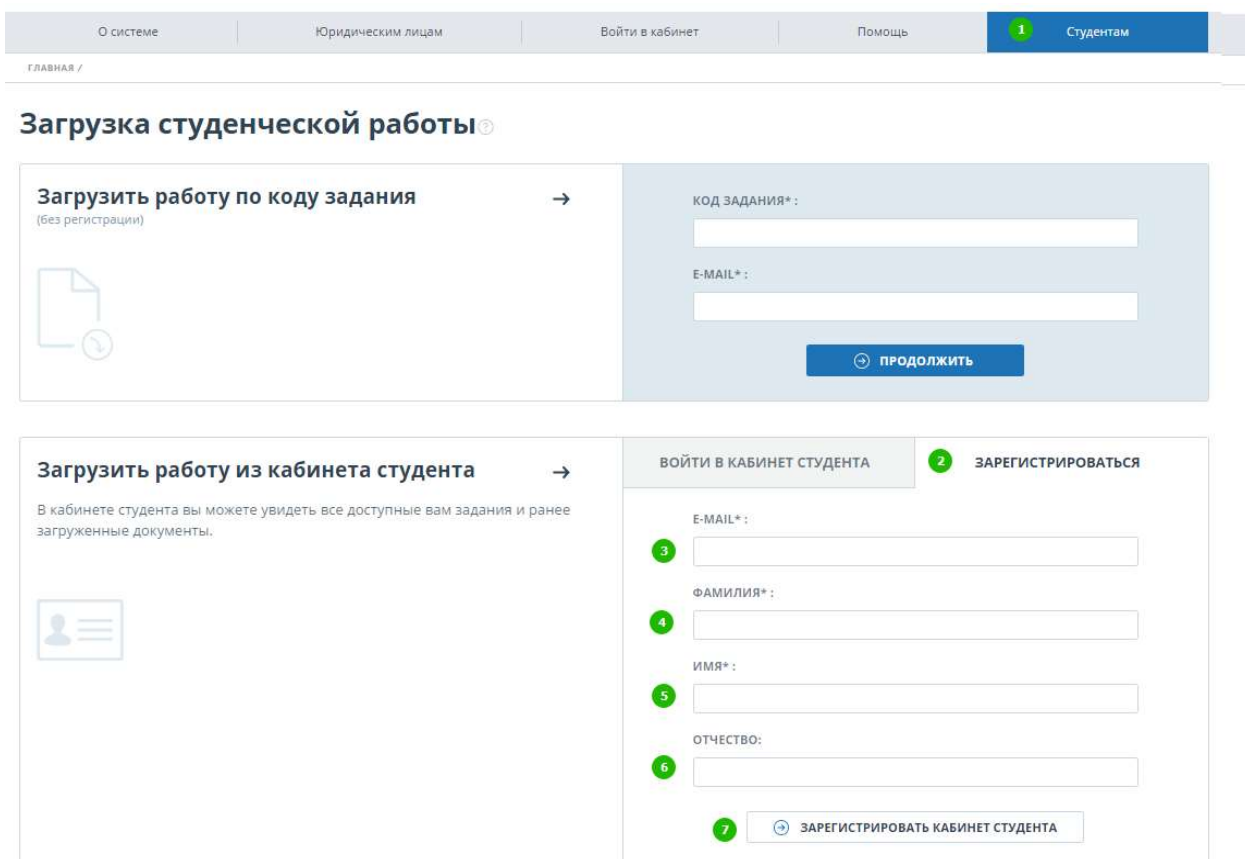 О системе
Юридическим лицам
Войти в кабинет
Помощь
1 Студентам
ГЛАВНАЯ /
Загрузка студенческой работы ?
Загрузить работу по коду задания →
(без регистрации)
КОД ЗАДАНИЯ* :
E-MAIL* :
ПРОДОЛЖИТЬ
Загрузить работу из кабинета студента →
В кабинете студента вы можете увидеть все доступные вам задания и ранее
загруженные документы.
ВОЙТИ В КАБИНЕТ СТУДЕНТА
2 ЗАРЕГИСТРИРОВАТЬСЯ
E-MAIL* :
3
ФАМИЛИЯ* :
4
ИМЯ* :
5
ОТЧЕСТВО:
6
7 ЗАРЕГИСТРИРОВАТЬ КАБИНЕТ СТУДЕНТА